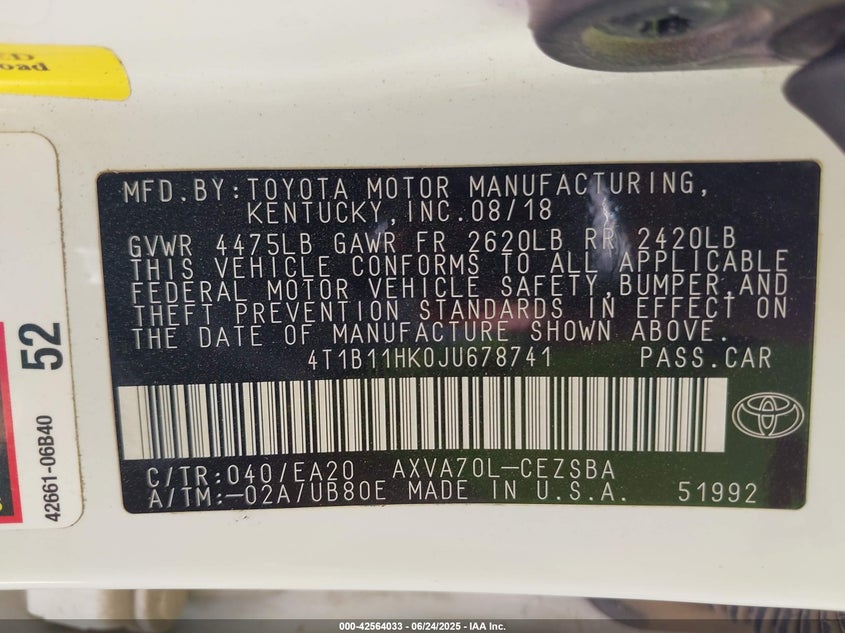 ED
oad
MFD.BY:TOYOTA MOTOR MANUFACTURING,
KENTUCKY,INC.08/18
GVWR 4475LB GAWR FR 2620LB RR 2420LB
THIS VEHICLE CONFORMS TO ALL APPLICABLE
FEDERAL MOTOR VEHICLE SAFETY,BUMPER,AND
THEFT PREVENTION STANDARDS IN EFFECT ON
THE DATE OF MANUFACTURE SHOWN ABOVE.
4T1B11HK0JU678741 PASS.CAR
C/TR:040/EA20 AXVA70L-CEZSBA
A/TM:-02A/UB80E MADE IN U.S.A. 51992
52
42661-06B40
000-42564033 - 06/24/2025 - IAA Inc.